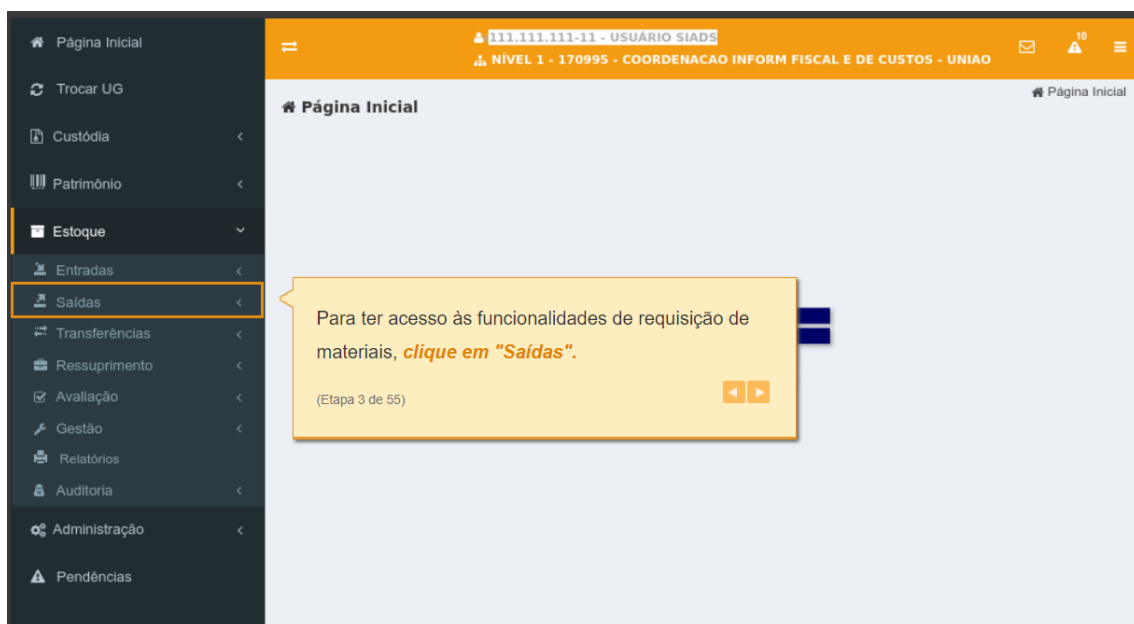 Página Inicial
Trocar UG
Custódia
Patrimônio
Estoque
Entradas
Saídas
Transferências
Ressuprimento
Avaliação
Gestão
Relatórios
Auditoria
Administração
Pendências
111.111.111-11 - USUÁRIO SIADS
NÍVEL 1 - 170995 - COORDENACAO INFORM FISCAL E DE CUSTOS - UNIAO
10
Página Inicial
Página Inicial
Para ter acesso às funcionalidades de requisição de
materiais, clique em "Saídas".
(Etapa 3 de 55)